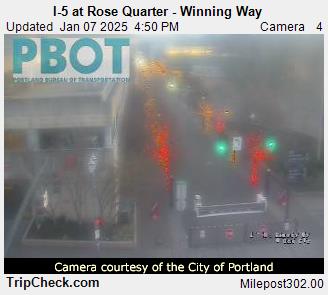 I-5 at Rose Quarter - Winning Way
Updated Jan 07 2025 4:50 PM Camera 4
PBOT
PORTLAND BUREAU OF TRANSPORTATION
Camera courtesy of the City of Portland
TripCheck.com Milepost302.00